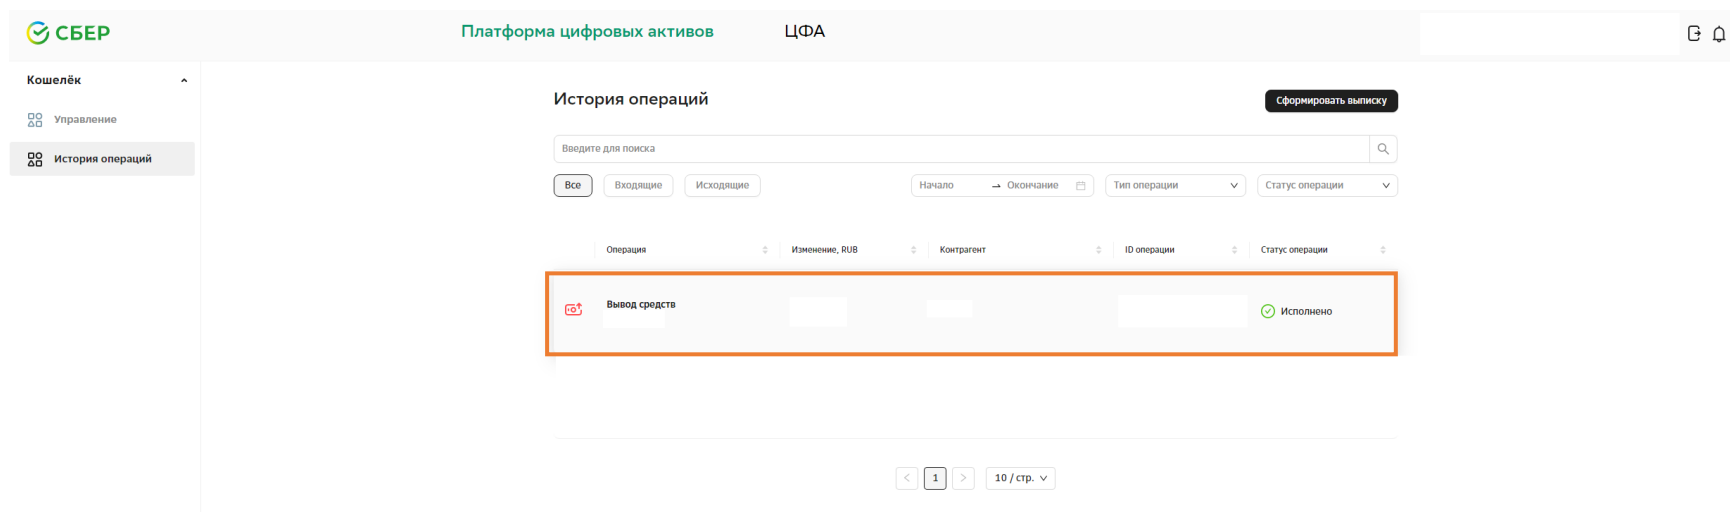 СБЕР
Платформа цифровых активов ЦФА
Кошелёк
Управление
История операций
История операций
Сформировать выписку
Введите для поиска
Все Входящие Исходящие Начало → Окончание Тип операции Статус операции
Операция Изменение, RUB Контрагент ID операции Статус операции
Вывод средств Исполнено
< 1 > 10 / стр.